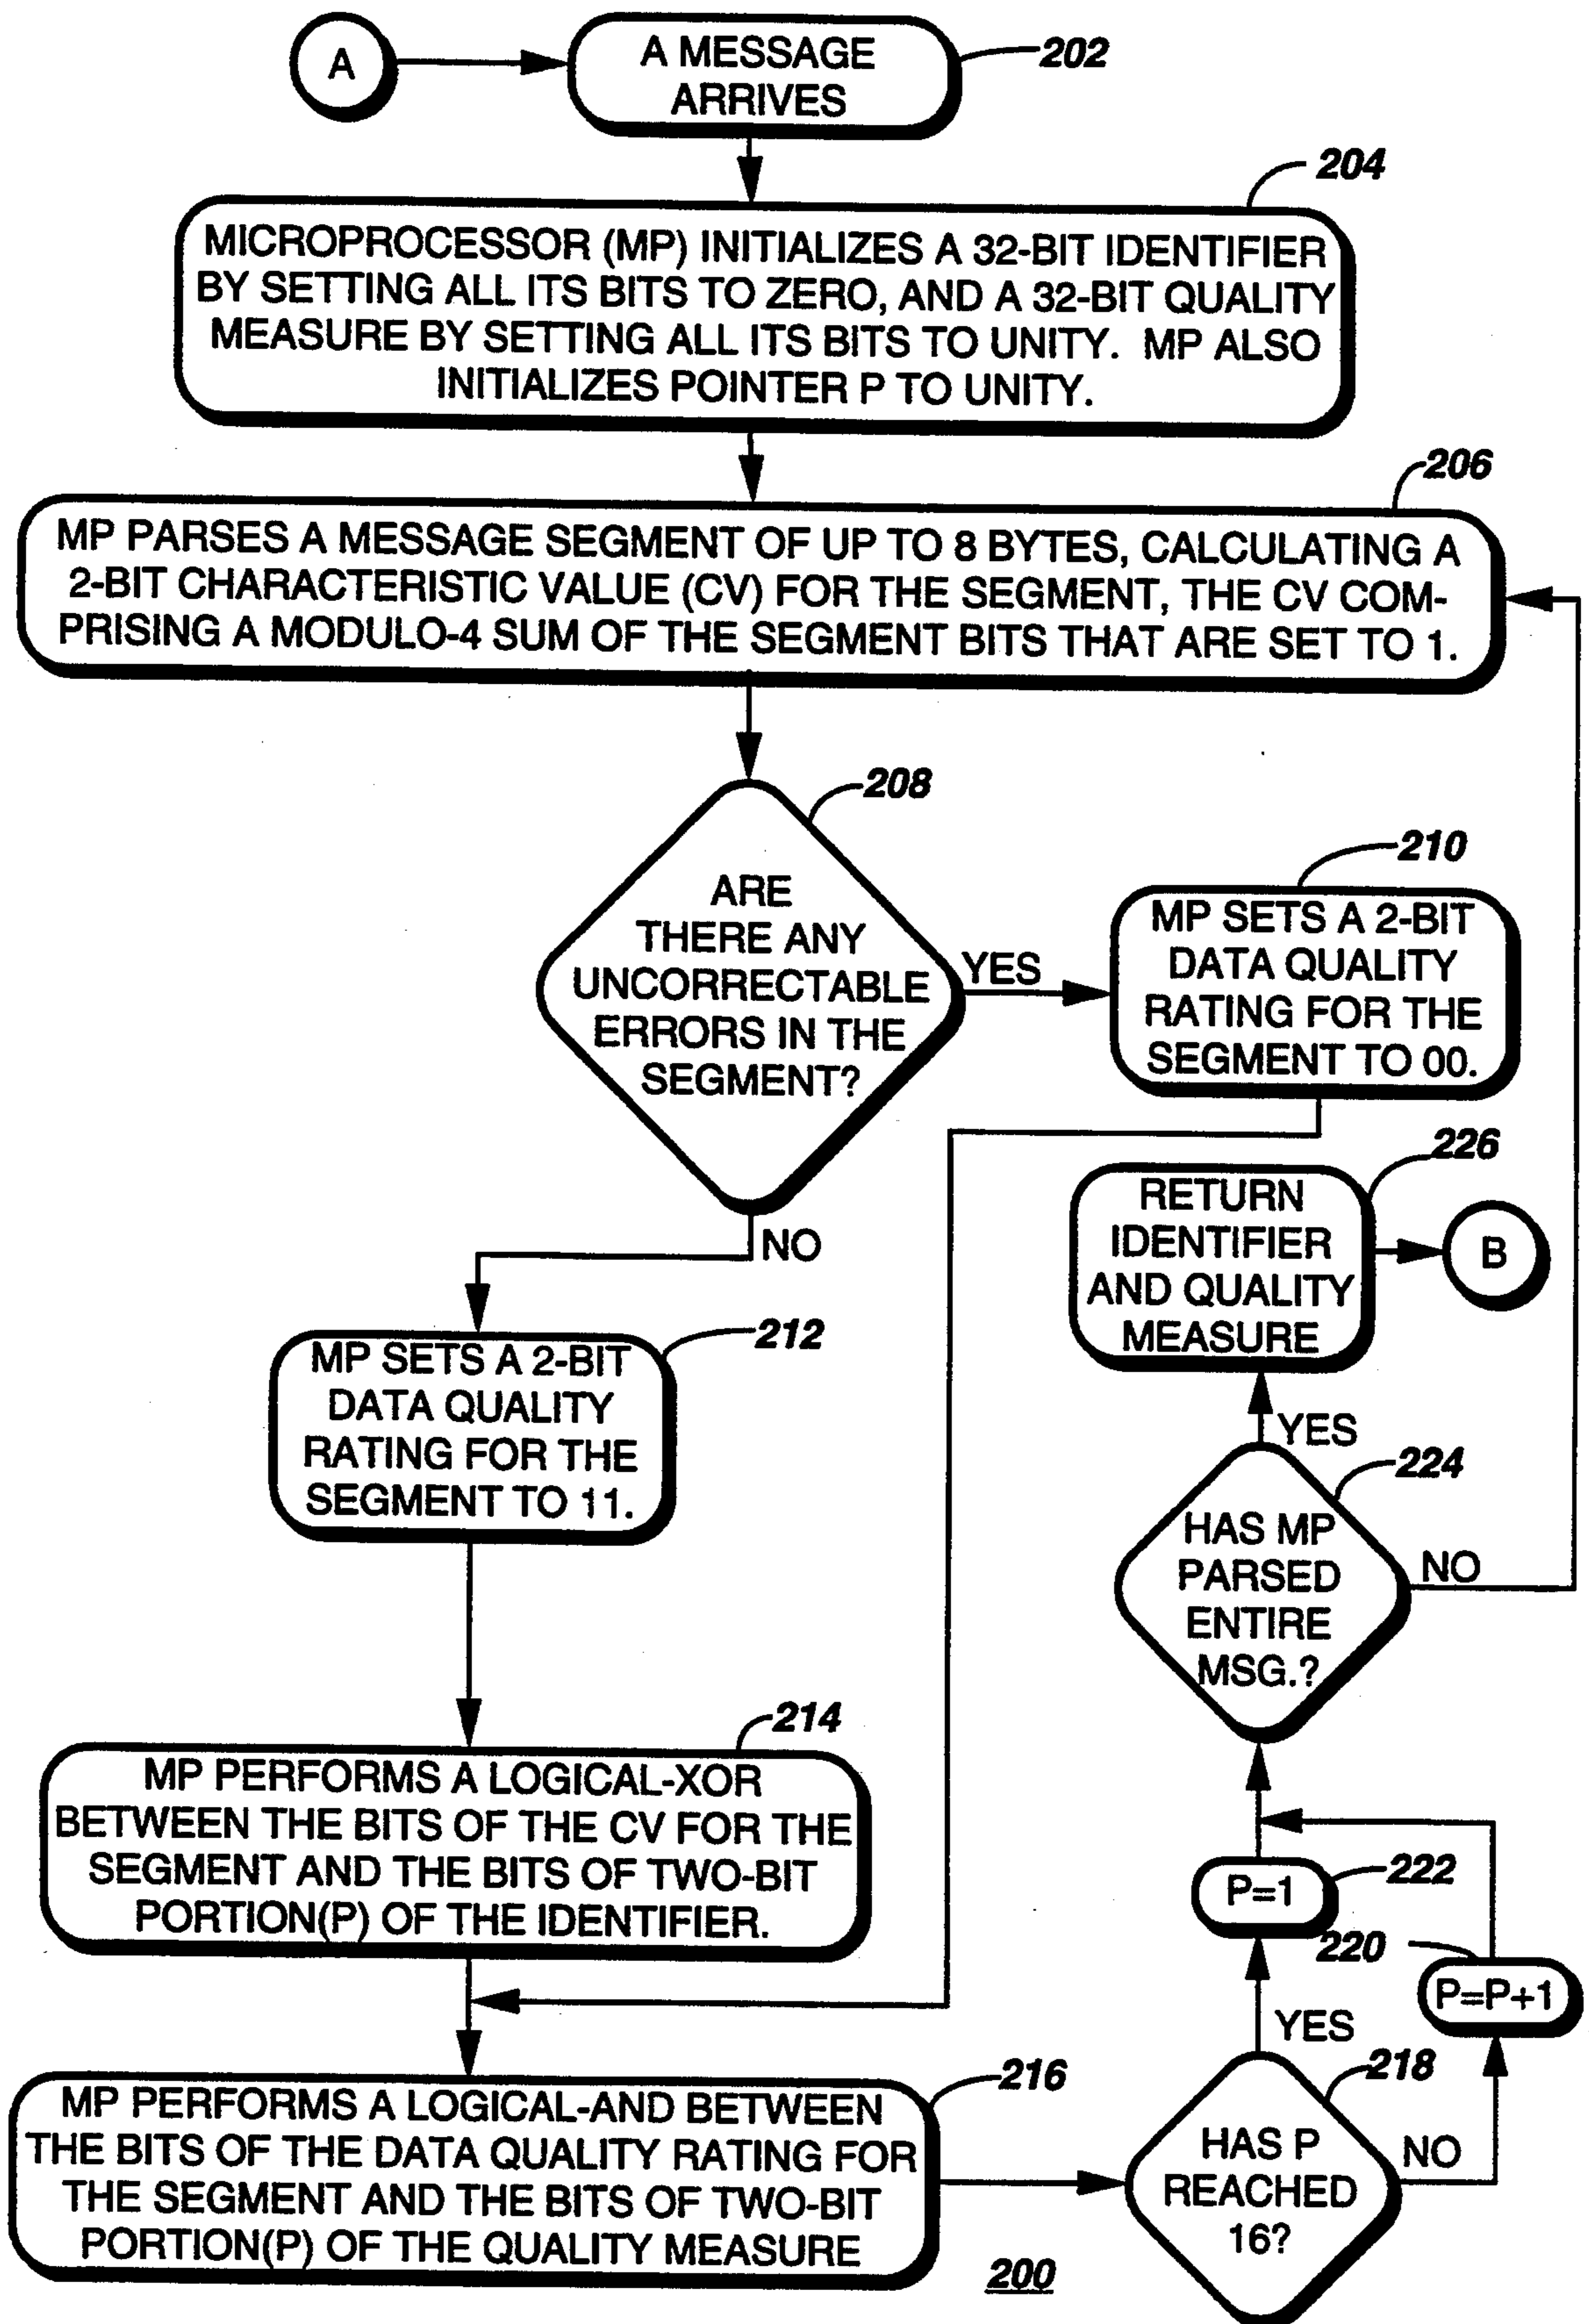 A
A MESSAGE
ARRIVES
202
204
MICROPROCESSOR (MP) INITIALIZES A 32-BIT IDENTIFIER
BY SETTING ALL ITS BITS TO ZERO, AND A 32-BIT QUALITY
MEASURE BY SETTING ALL ITS BITS TO UNITY. MP ALSO
INITIALIZES POINTER P TO UNITY.
206
MP PARSES A MESSAGE SEGMENT OF UP TO 8 BYTES, CALCULATING A
2-BIT CHARACTERISTIC VALUE (CV) FOR THE SEGMENT, THE CV COM-
PRISING A MODULO-4 SUM OF THE SEGMENT BITS THAT ARE SET TO 1.
208
ARE
THERE ANY
UNCORRECTABLE
ERRORS IN THE
SEGMENT?
YES
NO
210
MP SETS A 2-BIT
DATA QUALITY
RATING FOR THE
SEGMENT TO 00.
212
MP SETS A 2-BIT
DATA QUALITY
RATING FOR THE
SEGMENT TO 11.
214
MP PERFORMS A LOGICAL-XOR
BETWEEN THE BITS OF THE CV FOR THE
SEGMENT AND THE BITS OF TWO-BIT
PORTION(P) OF THE IDENTIFIER.
216
MP PERFORMS A LOGICAL-AND BETWEEN
THE BITS OF THE DATA QUALITY RATING FOR
THE SEGMENT AND THE BITS OF TWO-BIT
PORTION(P) OF THE QUALITY MEASURE
218
HAS P
REACHED
16?
YES
NO
220
P=P+1
222
P=1
224
HAS MP
PARSED
ENTIRE
MSG.?
YES
NO
226
RETURN
IDENTIFIER
AND QUALITY
MEASURE
B
200